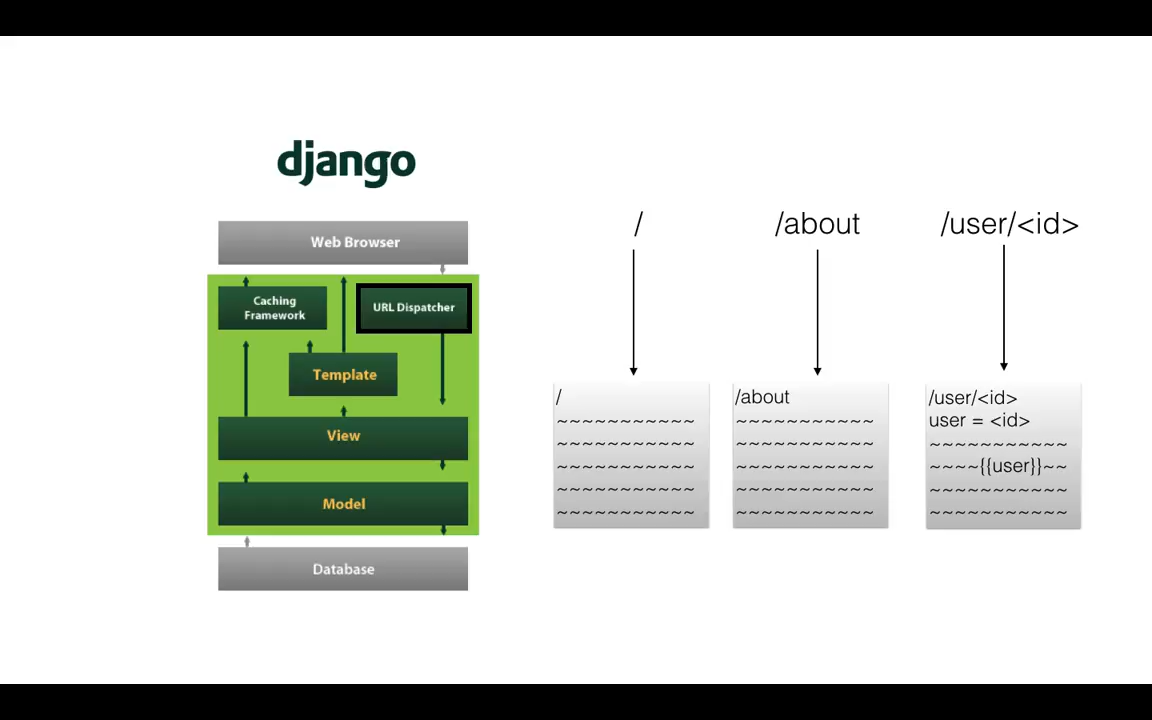 django
Web Browser
Caching
Framework
URL Dispatcher
Template
View
Model
Database
/
/about
/user/<id>
/
~~~~~~~~~~~
~~~~~~~~~~~
~~~~~~~~~~~
~~~~~~~~~~~
~~~~~~~~~~~
/about
~~~~~~~~~~~
~~~~~~~~~~~
~~~~~~~~~~~
~~~~~~~~~~~
~~~~~~~~~~~
/user/<id>
user = <id>
~~~~~~~~~~~
~~~~{{user}}~~
~~~~~~~~~~~
~~~~~~~~~~~